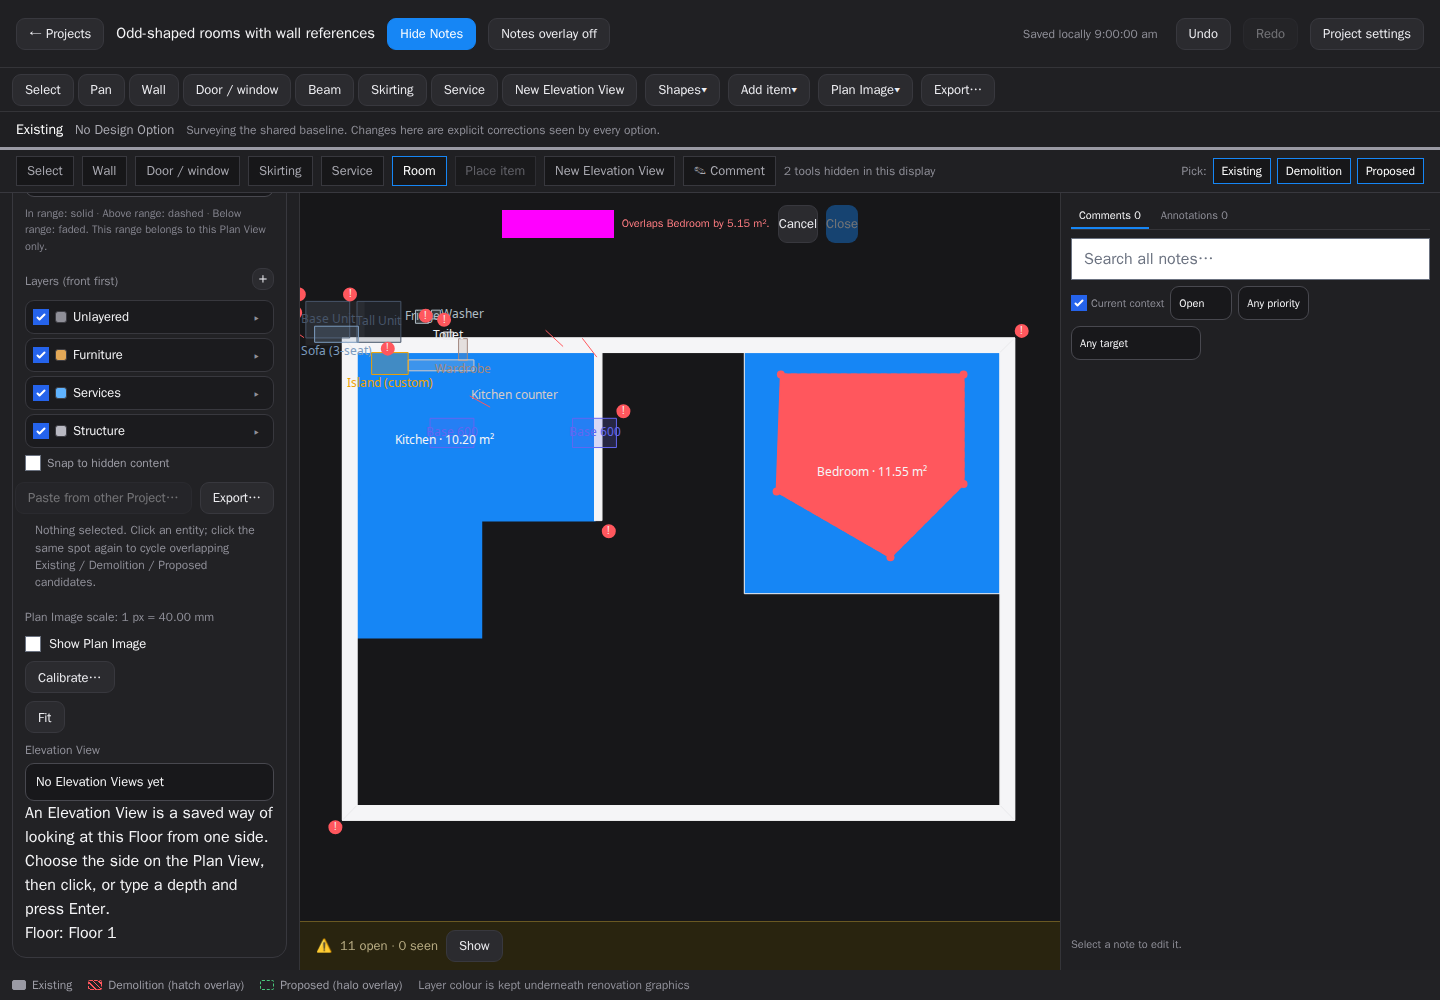 ← Projects
Odd-shaped rooms with wall references
Hide Notes
Notes overlay off
Saved locally 9:00:00 am
Undo
Redo
Project settings
Select
Pan
Wall
Door / window
Beam
Skirting
Service
New Elevation View
Shapes▾
Add item▾
Plan Image▾
Export…
Existing
No Design Option
Surveying the shared baseline. Changes here are explicit corrections seen by every option.
Select
Wall
Door / window
Skirting
Service
Room
Place item
New Elevation View
✎ Comment
2 tools hidden in this display
Pick:
Existing
Demolition
Proposed
In range: solid · Above range: dashed · Below
range: faded. This range belongs to this Plan View
only.
Layers (front first)
+
Unlayered
Furniture
Services
Structure
Snap to hidden content
Paste from other Project…
Export…
Nothing selected. Click an entity; click the
same spot again to cycle overlapping
Existing / Demolition / Proposed
candidates.
Plan Image scale: 1 px = 40.00 mm
Show Plan Image
Calibrate…
Fit
Elevation View
No Elevation Views yet
An Elevation View is a saved way of
looking at this Floor from one side.
Choose the side on the Plan View,
then click, or type a depth and
press Enter.
Floor: Floor 1
Overlaps Bedroom by 5.15 m².
Cancel
Close
Base Unit
Tall Unit
Washer
Toilet
Sofa (3-seat)
Wardrobe
Island (custom)
Kitchen counter
Kitchen · 10.20 m²
Bedroom · 11.55 m²
⚠️ 11 open · 0 seen
Show
Comments 0
Annotations 0
Search all notes…
Current context
Open
Any priority
Any target
Select a note to edit it.
Existing
Demolition (hatch overlay)
Proposed (halo overlay)
Layer colour is kept underneath renovation graphics